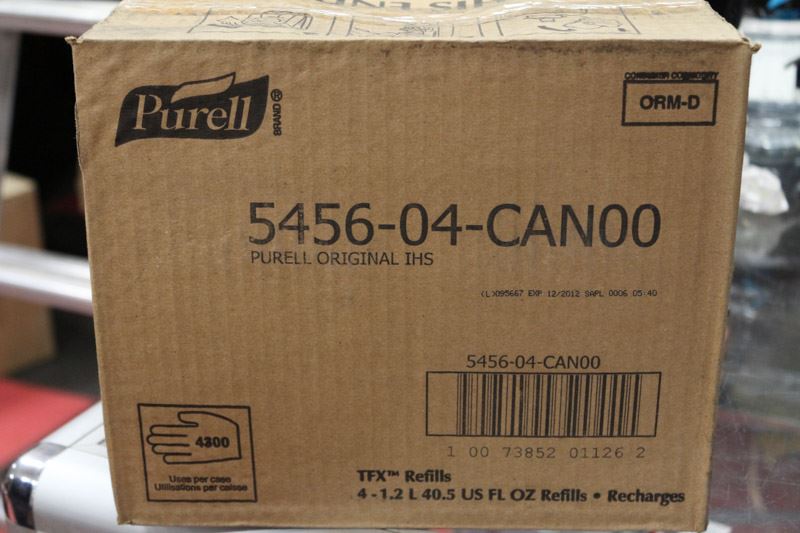 Purell
BRAND®
CONSUMER COMMODITY
ORM-D
5456-04-CAN00
PURELL ORIGINAL IHS
(L)095667 EXP 12/2012 SAPL 0006 05:40
5456-04-CAN00
1 00 73852 01126 2
4300
Uses per case
Utilisations par caisse
TFX™ Refills
4 - 1.2 L 40.5 US FL OZ Refills • Recharges